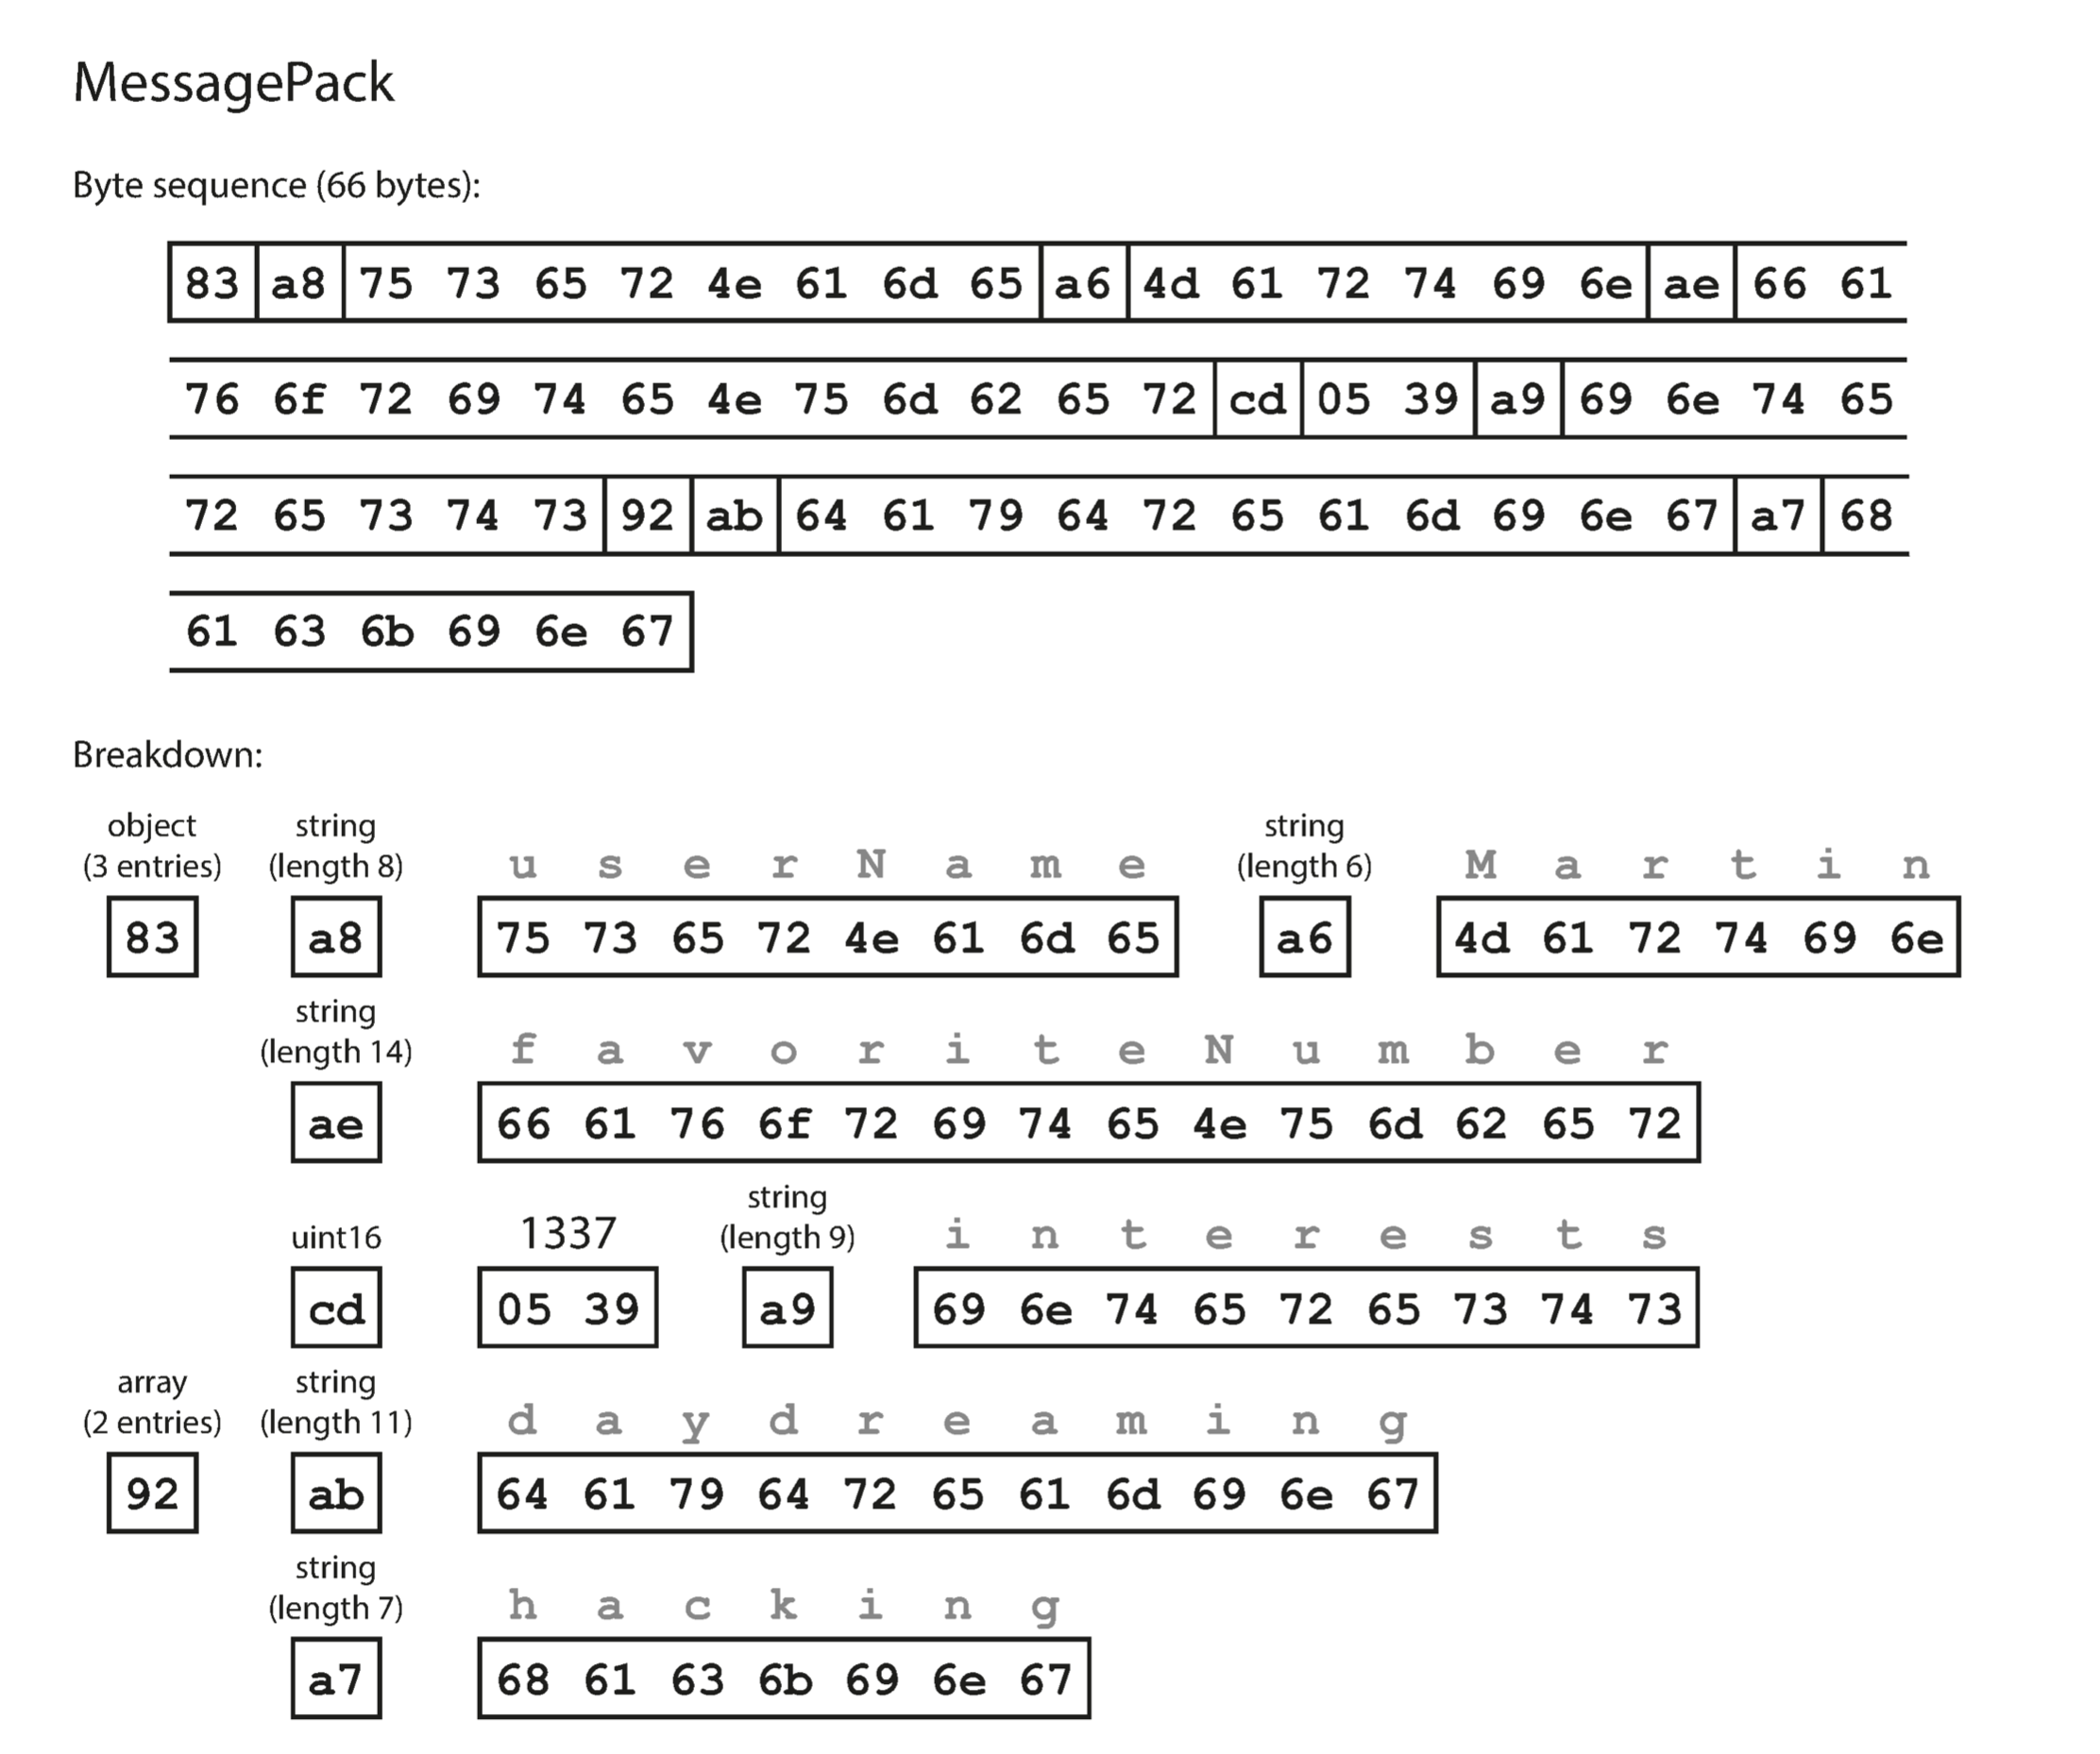 MessagePack
Byte sequence (66 bytes):
83 a8 75 73 65 72 4e 61 6d 65 a6 4d 61 72 74 69 6e ae 66 61
76 6f 72 69 74 65 4e 75 6d 62 65 72 cd 05 39 a9 69 6e 74 65
72 65 73 74 73 92 ab 64 61 79 64 72 65 61 6d 69 6e 67 a7 68
61 63 6b 69 6e 67
Breakdown:
object string string
(3 entries) (length 8) u s e r N a m e (length 6) M a r t i n
83 a8 75 73 65 72 4e 61 6d 65 a6 4d 61 72 74 69 6e
string
(length 14) f a v o r i t e N u m b e r
ae 66 61 76 6f 72 69 74 65 4e 75 6d 62 65 72
string
uint16 1337 (length 9) i n t e r e s t s
cd 05 39 a9 69 6e 74 65 72 65 73 74 73
array string
(2 entries) (length 11) d a y d r e a m i n g
92 ab 64 61 79 64 72 65 61 6d 69 6e 67
string
(length 7) h a c k i n g
a7 68 61 63 6b 69 6e 67